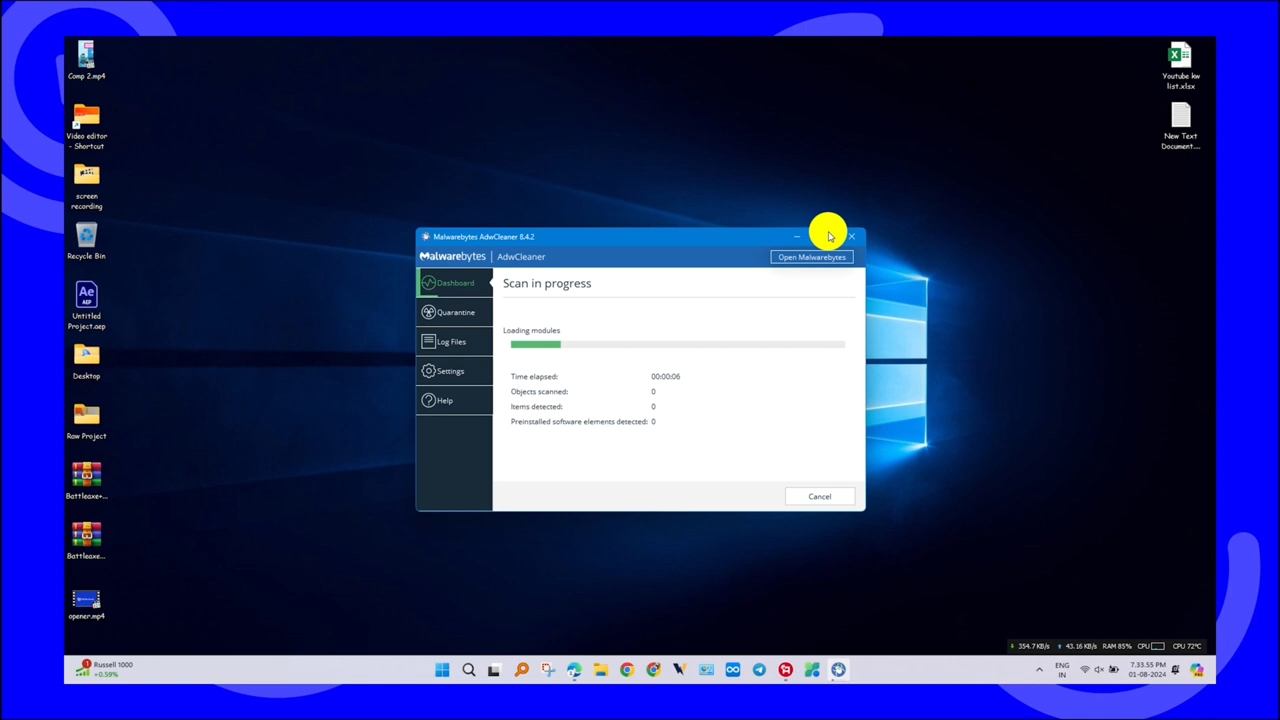 Comp 2.mp4
Video editor
- Shortcut
screen
recording
Recycle Bin
Ae
AEP
Untitled
Project.aep
Desktop
Raw Project
Battleaxe+...
Battleaxe...
opener.mp4
Youtube kw
list.xlsx
New Text
Document....
Malwarebytes AdwCleaner 8.4.2
Malwarebytes | AdwCleaner
Open Malwarebytes
Dashboard
Quarantine
Log Files
Settings
Help
Scan in progress
Loading modules
Time elapsed: 00:00:06
Objects scanned: 0
Items detected: 0
Preinstalled software elements detected: 0
Cancel
354.7 KB/s 43.16 KB/s RAM 85% CPU CPU 72°C
1
Russell 1000
+0.59%
ENG
IN
7.33.55 PM
01-08-2024